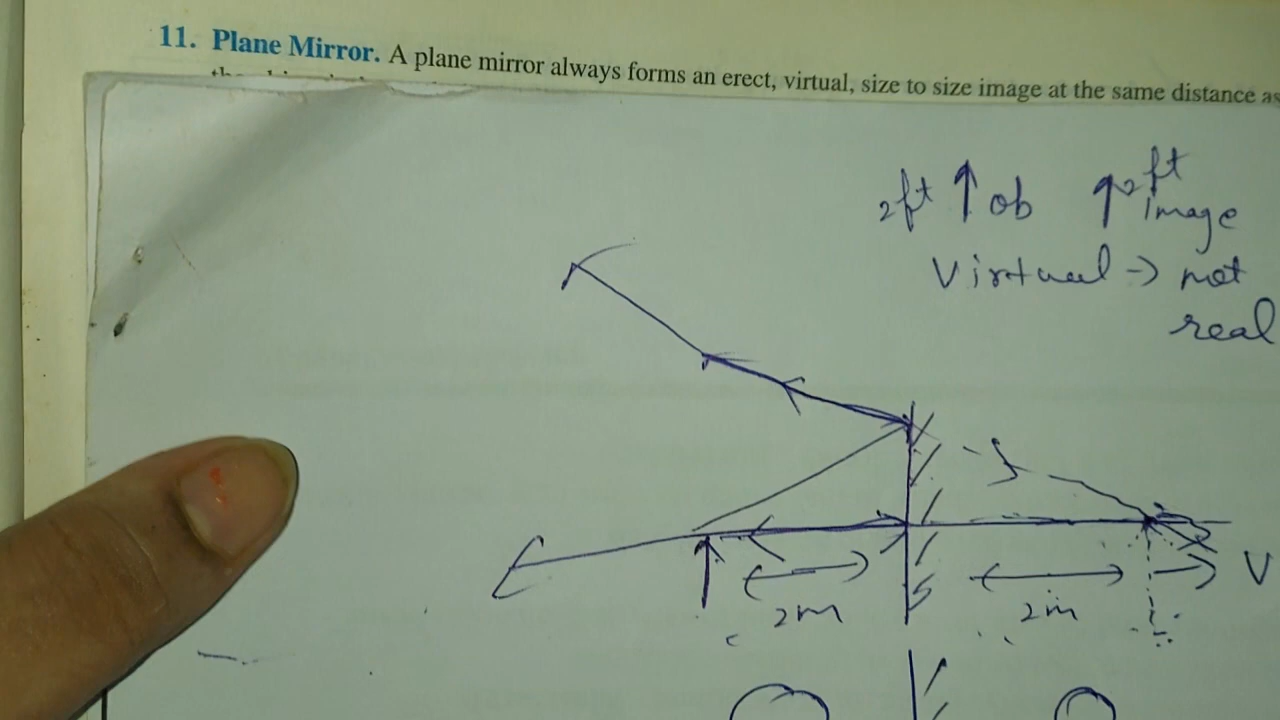 11. Plane Mirror. A plane mirror always forms an erect, virtual, size to size image at the same distance as
2ft ob 2ft
image
Virtual -> not
real
2m 2m
V